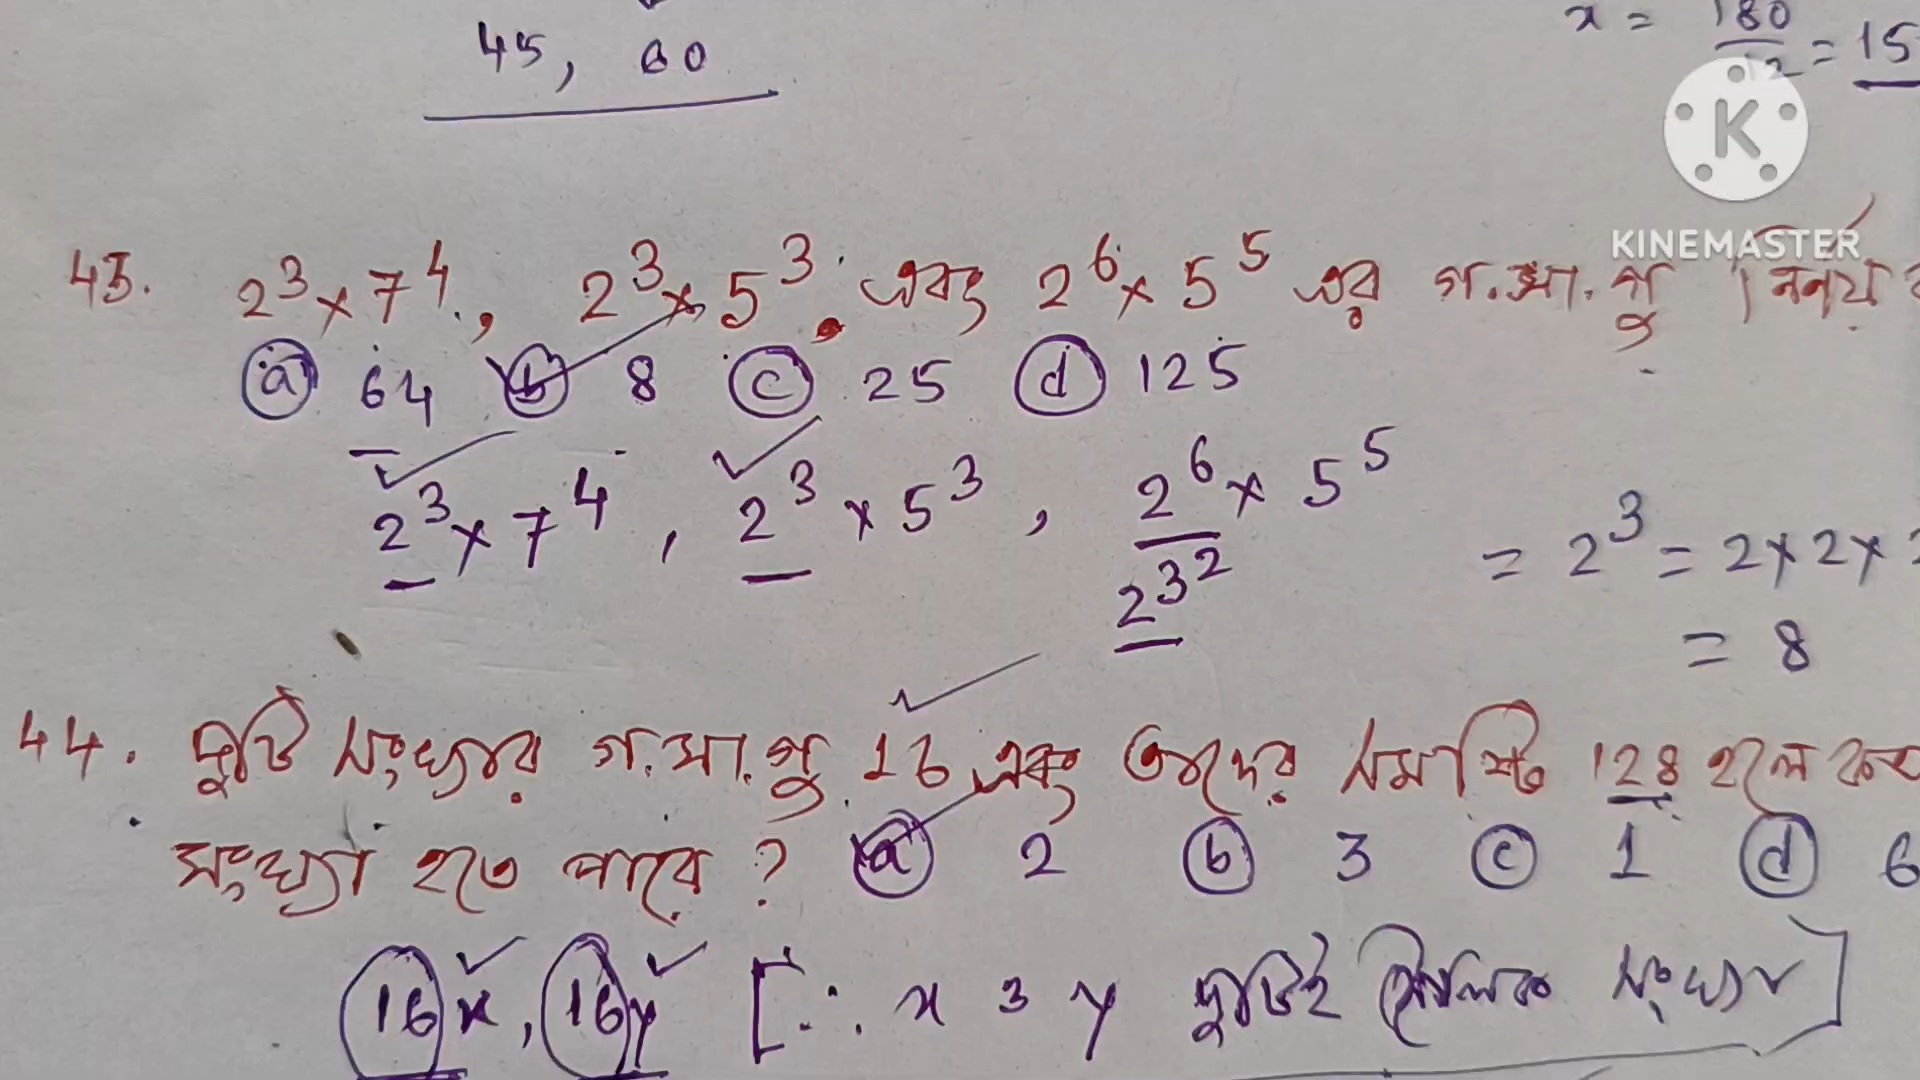 45, 60
x = 180/12 = 15
KINEMASTER
43. 2³×7⁴, 2³×5³ এবং 2⁶×5⁵ এর গ.সা.গু নির্নয়
ⓐ 64 ⓑ 8 ⓒ 25 ⓓ 125
2³×7⁴, 2³×5³, 2⁶×5⁵
2³²
= 2³ = 2×2×
= 8
44. দুটি সংখ্যার গ.সা.গু 16 এবং তাদের সমষ্টি 128 হলে
সংখ্যা হতে পারে? ⓐ 2 ⓑ 3 ⓒ 1 ⓓ 6
16x, 16y [∴ x ও y দুটিই মৌলিক সংখ্যা]